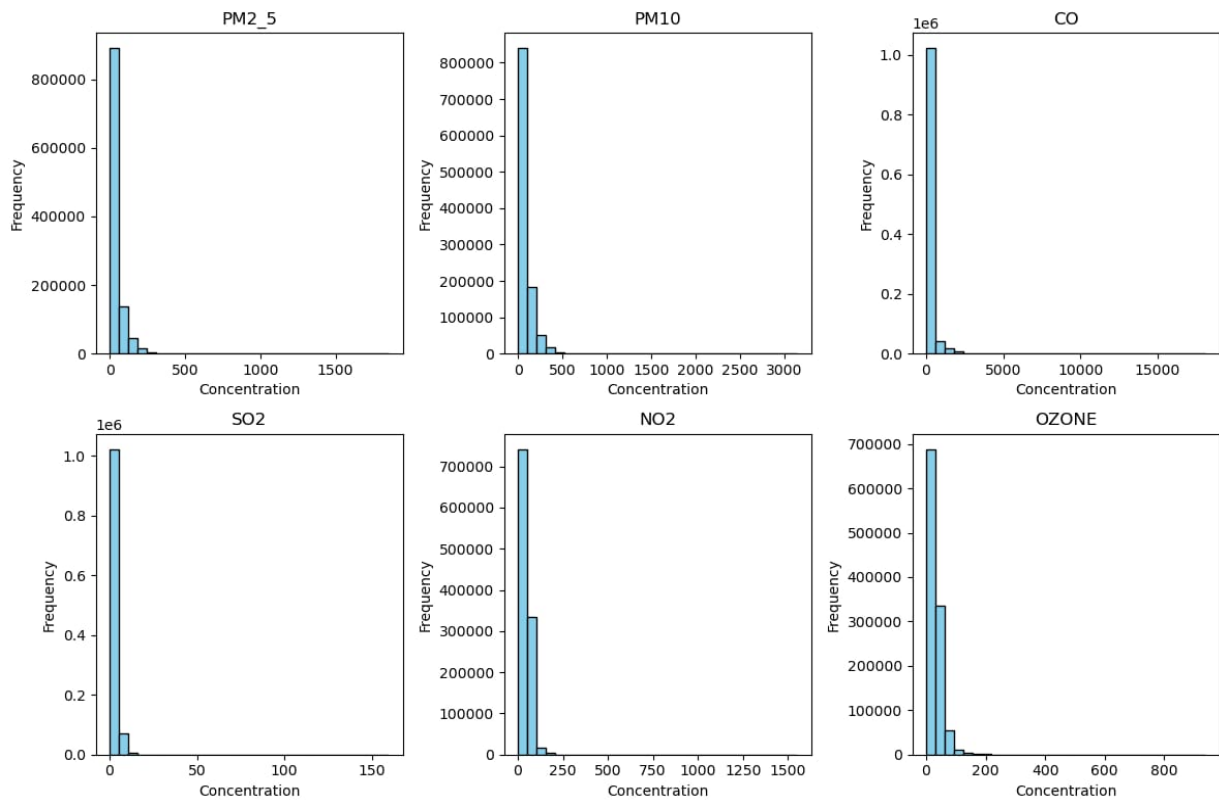 PM2_5
Frequency
800000
600000
400000
200000
0
0 500 1000 1500
Concentration
PM10
Frequency
800000
700000
600000
500000
400000
300000
200000
100000
0
0 500 1000 1500 2000 2500 3000
Concentration
CO
1e6
Frequency
1.0
0.8
0.6
0.4
0.2
0.0
0 5000 10000 15000
Concentration
SO2
1e6
Frequency
1.0
0.8
0.6
0.4
0.2
0.0
0 50 100 150
Concentration
NO2
Frequency
700000
600000
500000
400000
300000
200000
100000
0
0 250 500 750 1000 1250 1500
Concentration
OZONE
Frequency
700000
600000
500000
400000
300000
200000
100000
0
0 200 400 600 800
Concentration